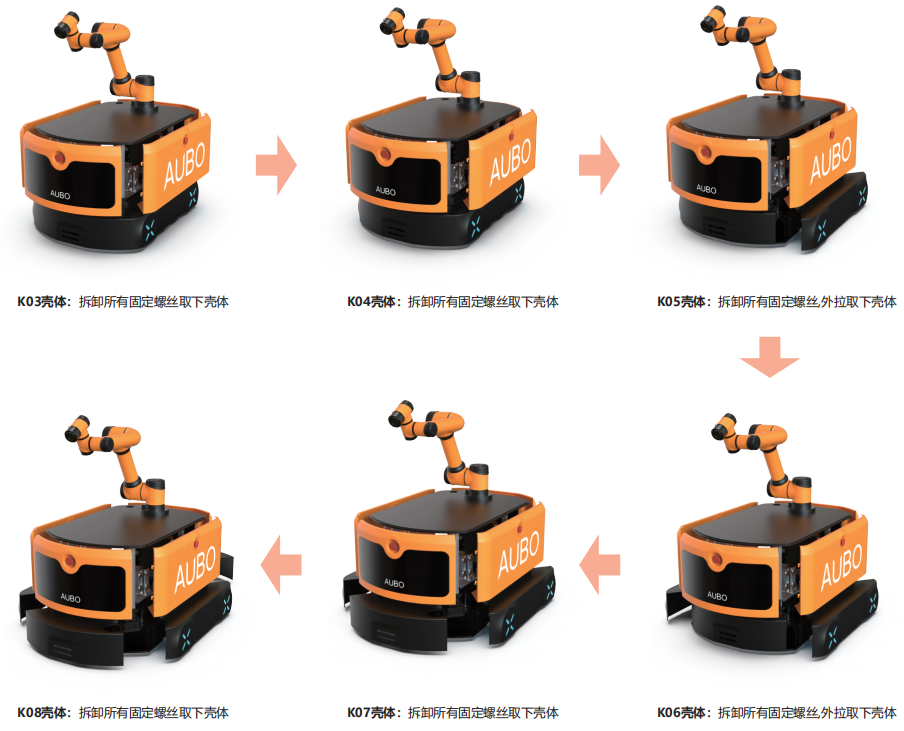 AUBO
AUBO
AUBO
AUBO
AUBO
AUBO
K03壳体：拆卸所有固定螺丝取下壳体
K04壳体：拆卸所有固定螺丝取下壳体
K05壳体：拆卸所有固定螺丝,外拉取下壳体
AUBO
AUBO
AUBO
AUBO
AUBO
AUBO
K08壳体：拆卸所有固定螺丝取下壳体
K07壳体：拆卸所有固定螺丝取下壳体
K06壳体：拆卸所有固定螺丝,外拉取下壳体